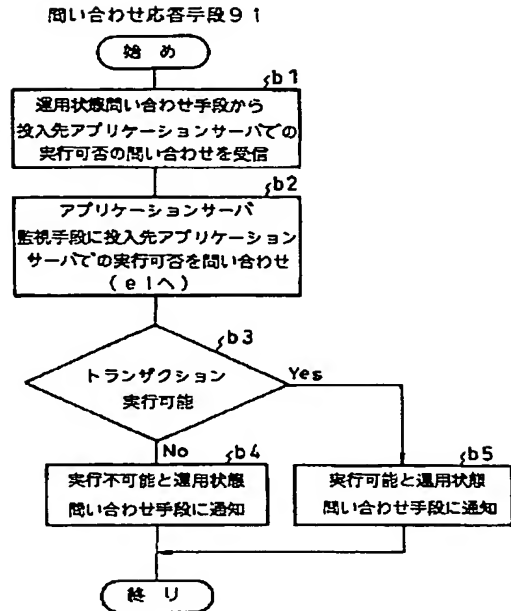 問い合わせ応答手段91
始め
b1
運用状態問い合わせ手段から
投入先アプリケーションサーバでの
実行可否の問い合わせを受信
b2
アプリケーションサーバ
監視手段に投入先アプリケーション
サーバでの実行可否を問い合わせ
(e1へ)
b3
トランザクション
実行可能
Yes
No
b4
実行不可能と運用状態
問い合わせ手段に通知
b5
実行可能と運用状態
問い合わせ手段に通知
終り